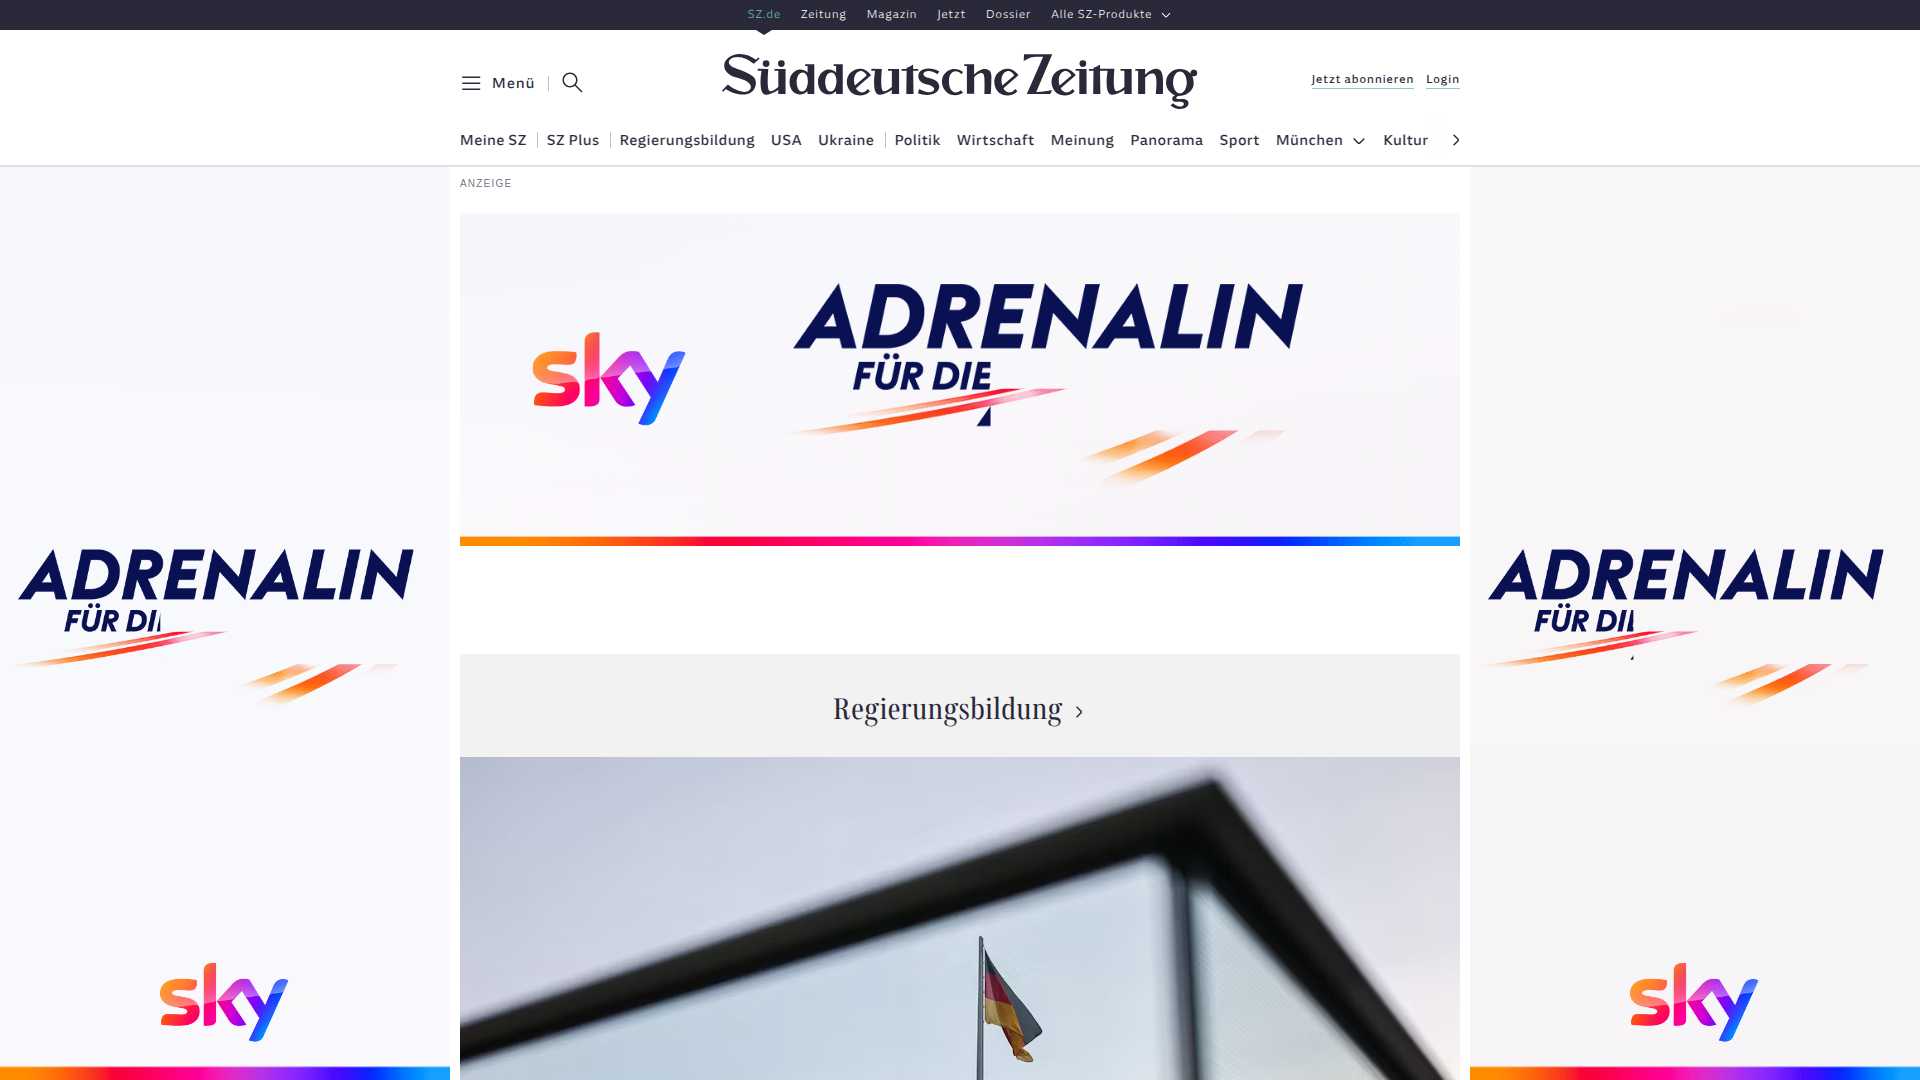 SZ.de Zeitung Magazin Jetzt Dossier Alle SZ-Produkte
Menü
Süddeutsche Zeitung
Jetzt abonnieren Login
Meine SZ SZ Plus Regierungsbildung USA Ukraine Politik Wirtschaft Meinung Panorama Sport München Kultur
ANZEIGE
sky
ADRENALIN
FÜR DIE
ADRENALIN
FÜR DI
sky
ADRENALIN
FÜR DI
sky
Regierungsbildung